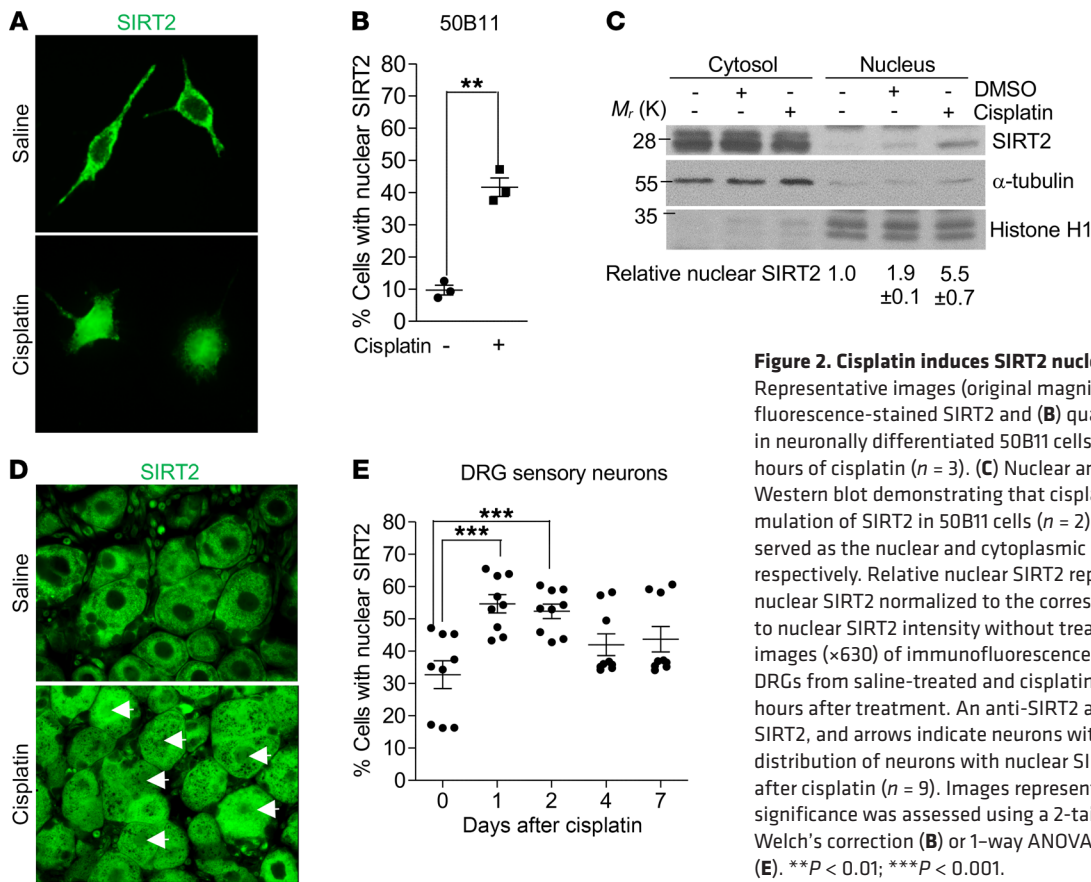 A
SIRT2
Saline
Cisplatin
B
50B11
% Cells with nuclear SIRT2
80
70
60
50
40
30
20
10
0
**
Cisplatin - +
C
Cytosol Nucleus
- + - - + - DMSO
Mr (K) - - + - - + Cisplatin
28 SIRT2
55 α-tubulin
35
Histone H1
Relative nuclear SIRT2 1.0 1.9 5.5
±0.1 ±0.7
D
SIRT2
Saline
Cisplatin
E
DRG sensory neurons
% Cells with nuclear SIRT2
80
70
60
50
40
30
20
10
0
***
***
0 1 2 4 7
Days after cisplatin
Figure 2. Cisplatin induces SIRT2 nucle
Representative images (original magni
fluorescence-stained SIRT2 and (B) qua
in neuronally differentiated 50B11 cells
hours of cisplatin (n = 3). (C) Nuclear an
Western blot demonstrating that cispla
mulation of SIRT2 in 50B11 cells (n = 2)
served as the nuclear and cytoplasmic
respectively. Relative nuclear SIRT2 rep
nuclear SIRT2 normalized to the corres
to nuclear SIRT2 intensity without trea
images (×630) of immunofluorescence
DRGs from saline-treated and cisplatin
hours after treatment. An anti-SIRT2 a
SIRT2, and arrows indicate neurons wit
distribution of neurons with nuclear SI
after cisplatin (n = 9). Images represent
significance was assessed using a 2-tai
Welch's correction (B) or 1-way ANOVA
(E). **P < 0.01; ***P < 0.001.